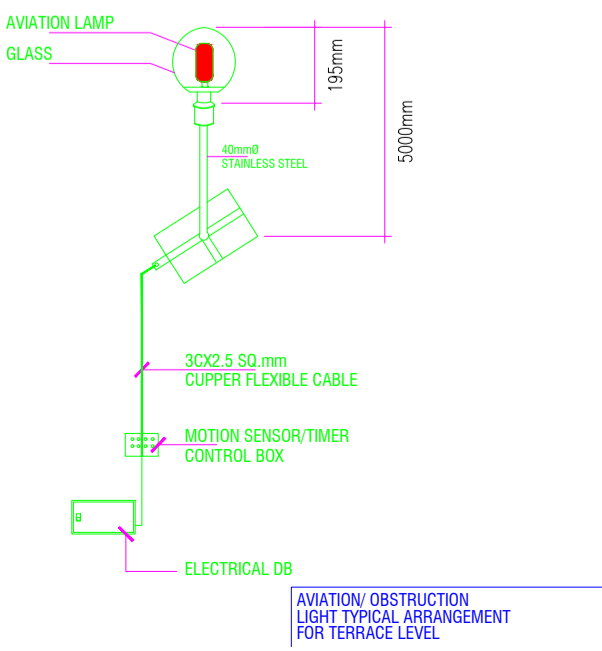 AVIATION LAMP
GLASS
195mm
5000mm
40mmØ
STAINLESS STEEL
3CX2.5 SQ.mm
CUPPER FLEXIBLE CABLE
MOTION SENSOR/TIMER
CONTROL BOX
ELECTRICAL DB
AVIATION/ OBSTRUCTION
LIGHT TYPICAL ARRANGEMENT
FOR TERRACE LEVEL